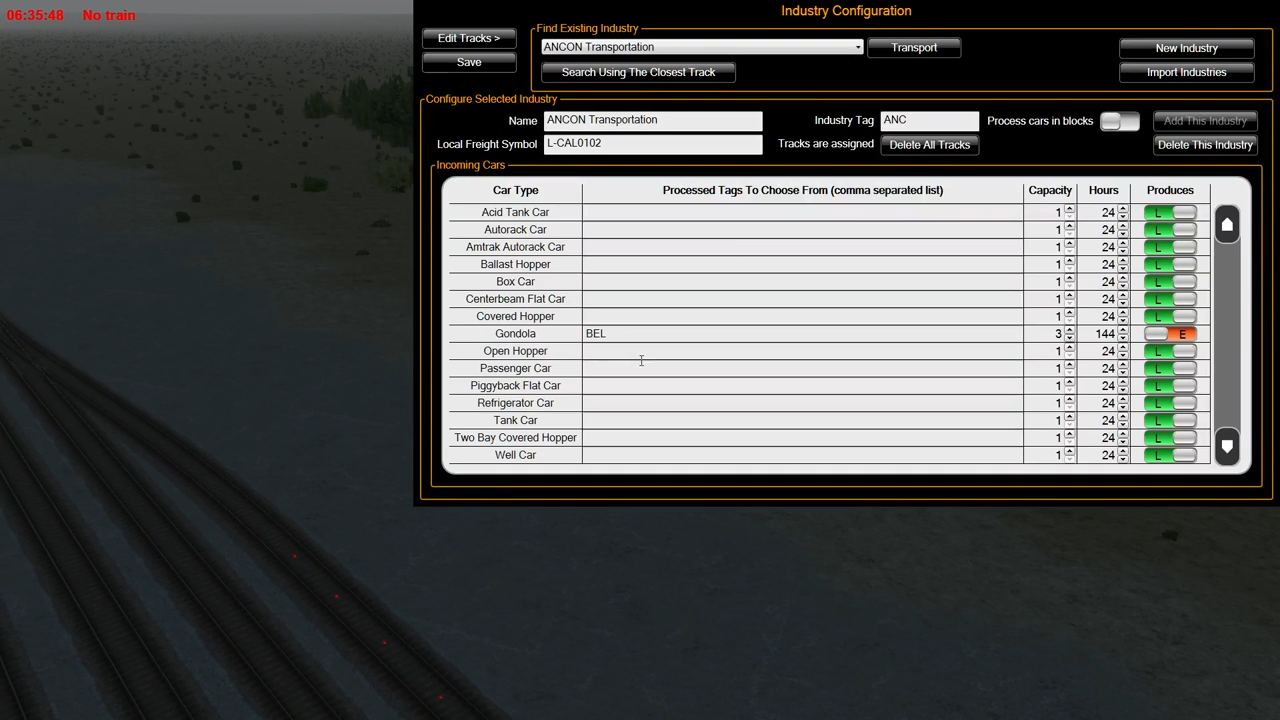 06:35:48 No train
Industry Configuration
Edit Tracks >
Save
Find Existing Industry
ANCON Transportation
Transport
New Industry
Search Using The Closest Track
Import Industries
Configure Selected Industry
Name ANCON Transportation Industry Tag ANC Process cars in blocks Add This Industry
Local Freight Symbol L-CAL0102 Tracks are assigned Delete All Tracks Delete This Industry
Incoming Cars
Car Type Processed Tags To Choose From (comma separated list) Capacity Hours Produces
Acid Tank Car 1 24 L
Autorack Car 1 24 L
Amtrak Autorack Car 1 24 L
Ballast Hopper 1 24 L
Box Car 1 24 L
Centerbeam Flat Car 1 24 L
Covered Hopper 1 24 L
Gondola BEL 3 144 E
Open Hopper 1 24 L
Passenger Car 1 24 L
Piggyback Flat Car 1 24 L
Refrigerator Car 1 24 L
Tank Car 1 24 L
Two Bay Covered Hopper 1 24 L
Well Car 1 24 L